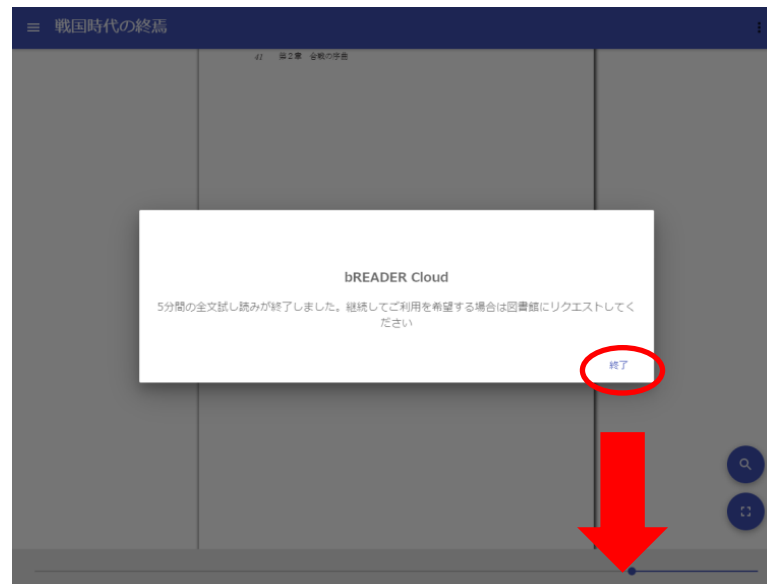 戦国時代の終焉
41 第2章 合戦の序曲
bREADER Cloud
5分間の全文試し読みが終了しました。継続してご利用を希望する場合は図書館にリクエストしてく
ださい
終了